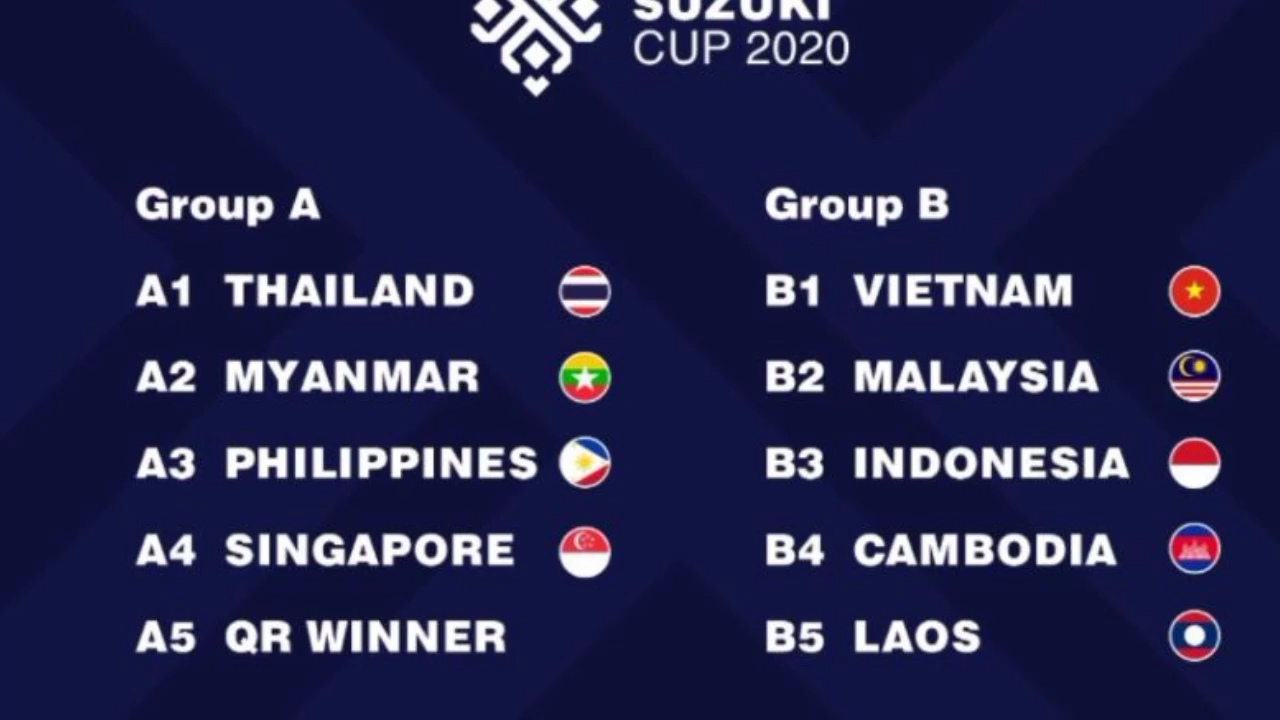 SUZUKI
CUP 2020
Group A
A1 THAILAND
A2 MYANMAR
A3 PHILIPPINES
A4 SINGAPORE
A5 QR WINNER
Group B
B1 VIETNAM
B2 MALAYSIA
B3 INDONESIA
B4 CAMBODIA
B5 LAOS